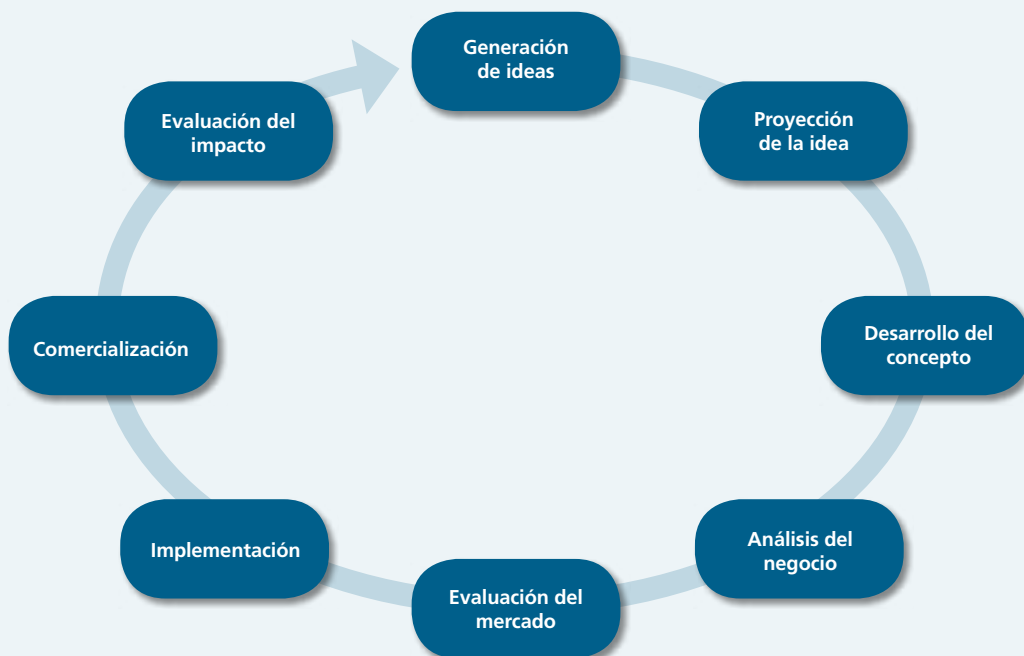 Generación
de ideas
Proyección
de la idea
Desarrollo del
concepto
Análisis del
negocio
Evaluación del
mercado
Implementación
Comercialización
Evaluación del
impacto